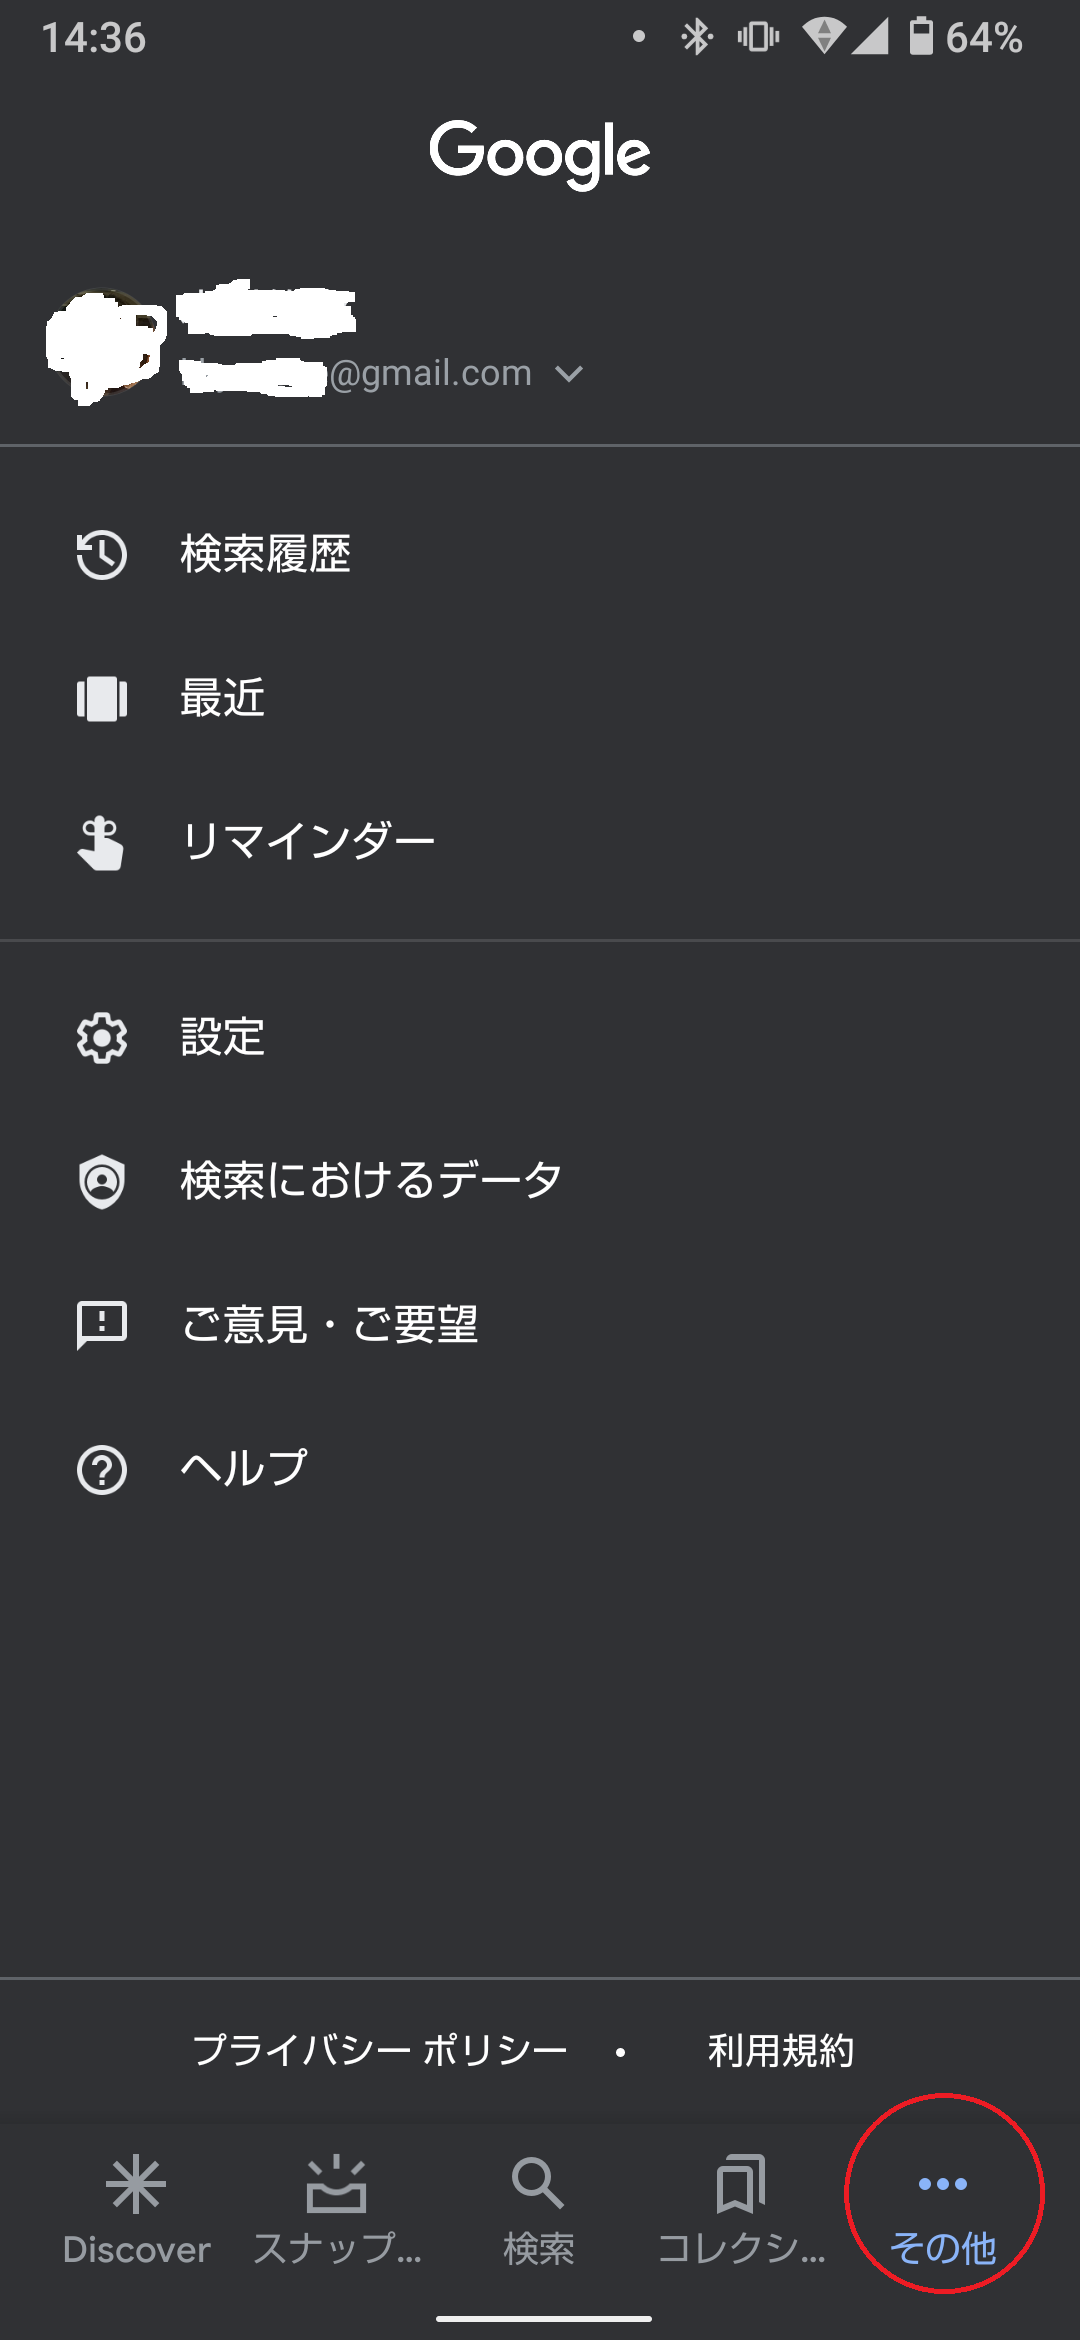 14:36
64%
Google
@gmail.com
検索履歴
最近
リマインダー
設定
検索におけるデータ
ご意見・ご要望
ヘルプ
プライバシー ポリシー • 利用規約
Discover スナップ... 検索 コレクシ... その他